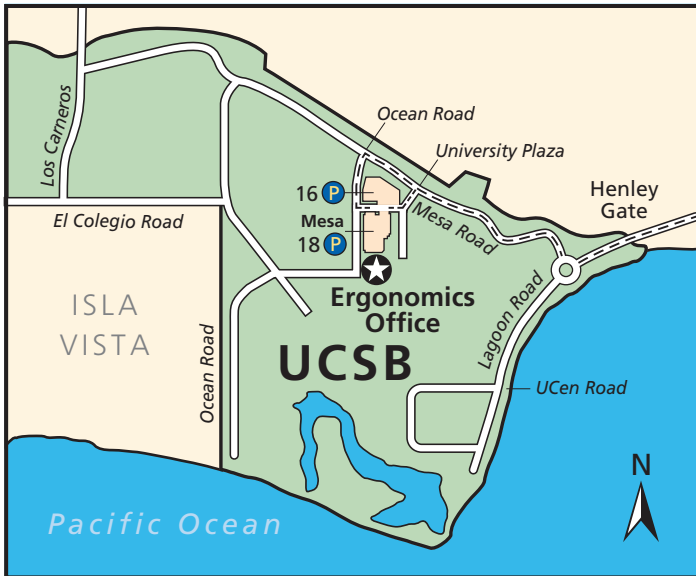 Ocean Road
University Plaza
Los Carneros
16 P
Henley
Gate
El Colegio Road
Mesa
18 P
Mesa Road
ISLA
VISTA
Ergonomics
Office
Lagoon Road
Ocean Road
UCSB
UCen Road
N
Pacific Ocean